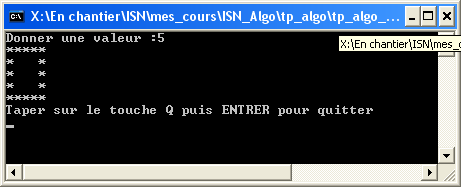 X:\En chantier\ISN\mes_cours\ISN_Algo\tp_algo\tp_algo_...
Donner une valeur :5
X:\En chantier\ISN\mes_c
*****
*   *
*   *
*   *
*****
Taper sur le touche Q puis ENTRER pour quitter
_